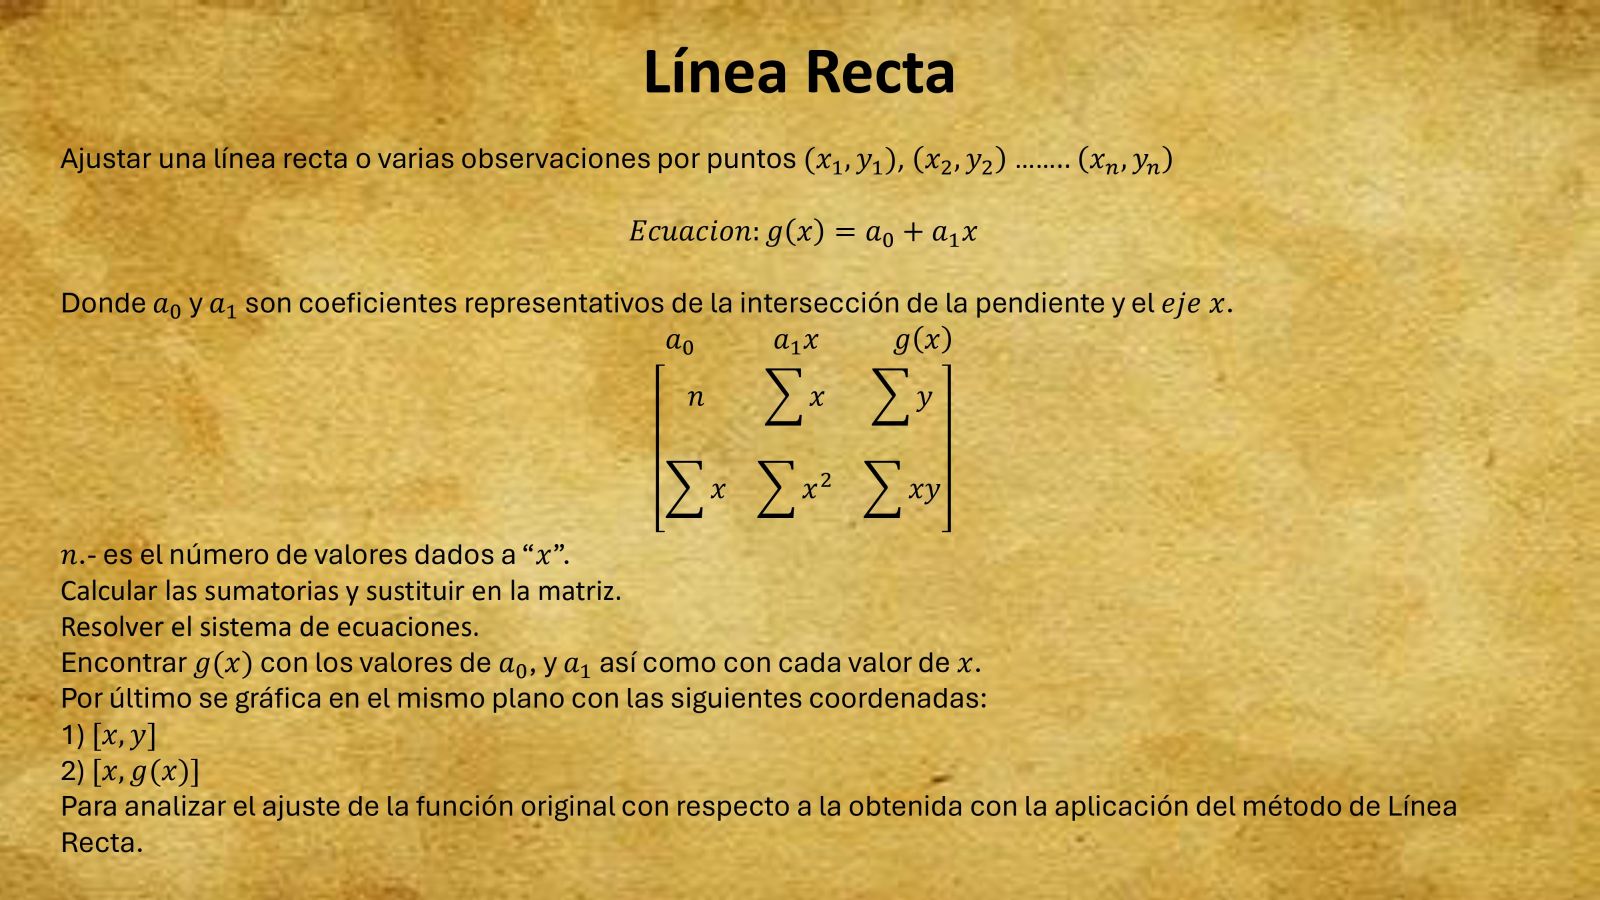 Línea Recta
Ajustar una línea recta o varias observaciones por puntos (𝑥₁, 𝑦₁), (𝑥₂, 𝑦₂) …….. (𝑥ₙ, 𝑦ₙ)
𝐸𝑐𝑢𝑎𝑐𝑖𝑜𝑛: 𝑔(𝑥) = 𝑎₀ + 𝑎₁𝑥
Donde 𝑎₀ y 𝑎₁ son coeficientes representativos de la intersección de la pendiente y el 𝑒𝑗𝑒 𝑥.
𝑎₀ 𝑎₁𝑥 𝑔(𝑥)
𝑛 ∑𝑥 ∑𝑦
∑𝑥 ∑𝑥² ∑𝑥𝑦
𝑛.- es el número de valores dados a “𝑥”.
Calcular las sumatorias y sustituir en la matriz.
Resolver el sistema de ecuaciones.
Encontrar 𝑔(𝑥) con los valores de 𝑎₀, y 𝑎₁ así como con cada valor de 𝑥.
Por último se gráfica en el mismo plano con las siguientes coordenadas:
1) [𝑥, 𝑦]
2) [𝑥, 𝑔(𝑥)]
Para analizar el ajuste de la función original con respecto a la obtenida con la aplicación del método de Línea
Recta.